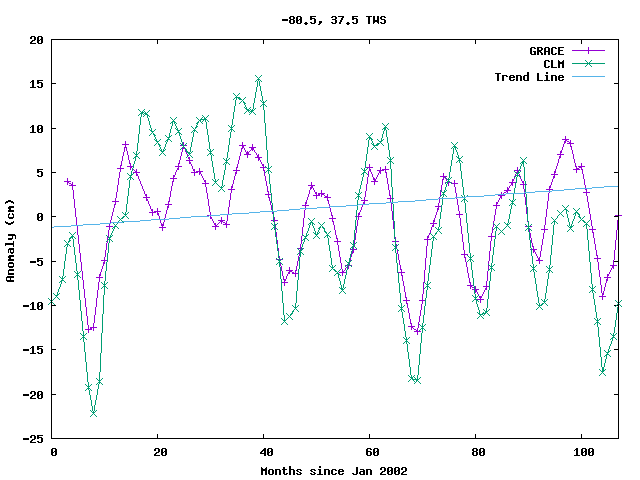 -80.5, 37.5 TWS
GRACE
CLM
Trend Line
20
15
10
5
0
-5
-10
-15
-20
-25
Anomaly (cm)
0 20 40 60 80 100
Months since Jan 2002